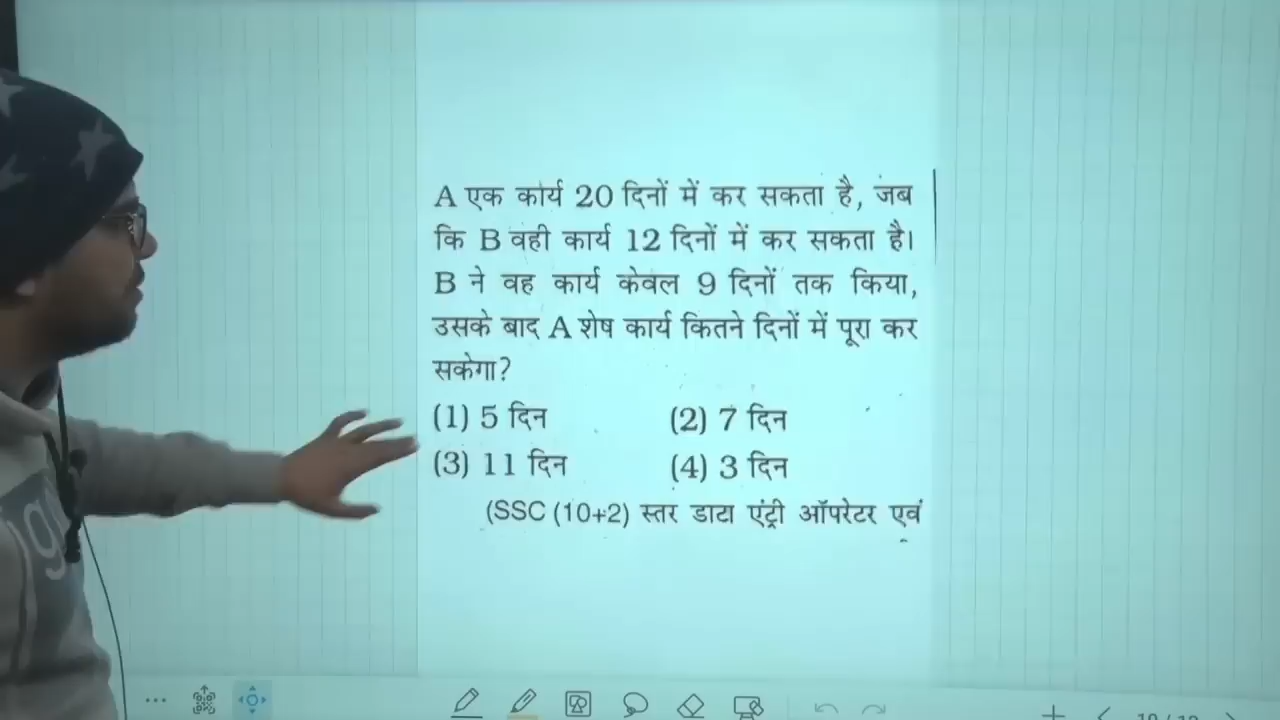 A एक कार्य 20 दिनों में कर सकता है, जब
कि B वही कार्य 12 दिनों में कर सकता है।
B ने वह कार्य केवल 9 दिनों तक किया,
उसके बाद A शेष कार्य कितने दिनों में पूरा कर
सकेगा?
(1) 5 दिन (2) 7 दिन
(3) 11 दिन (4) 3 दिन
(SSC (10+2) स्तर डाटा एंट्री ऑपरेटर एवं